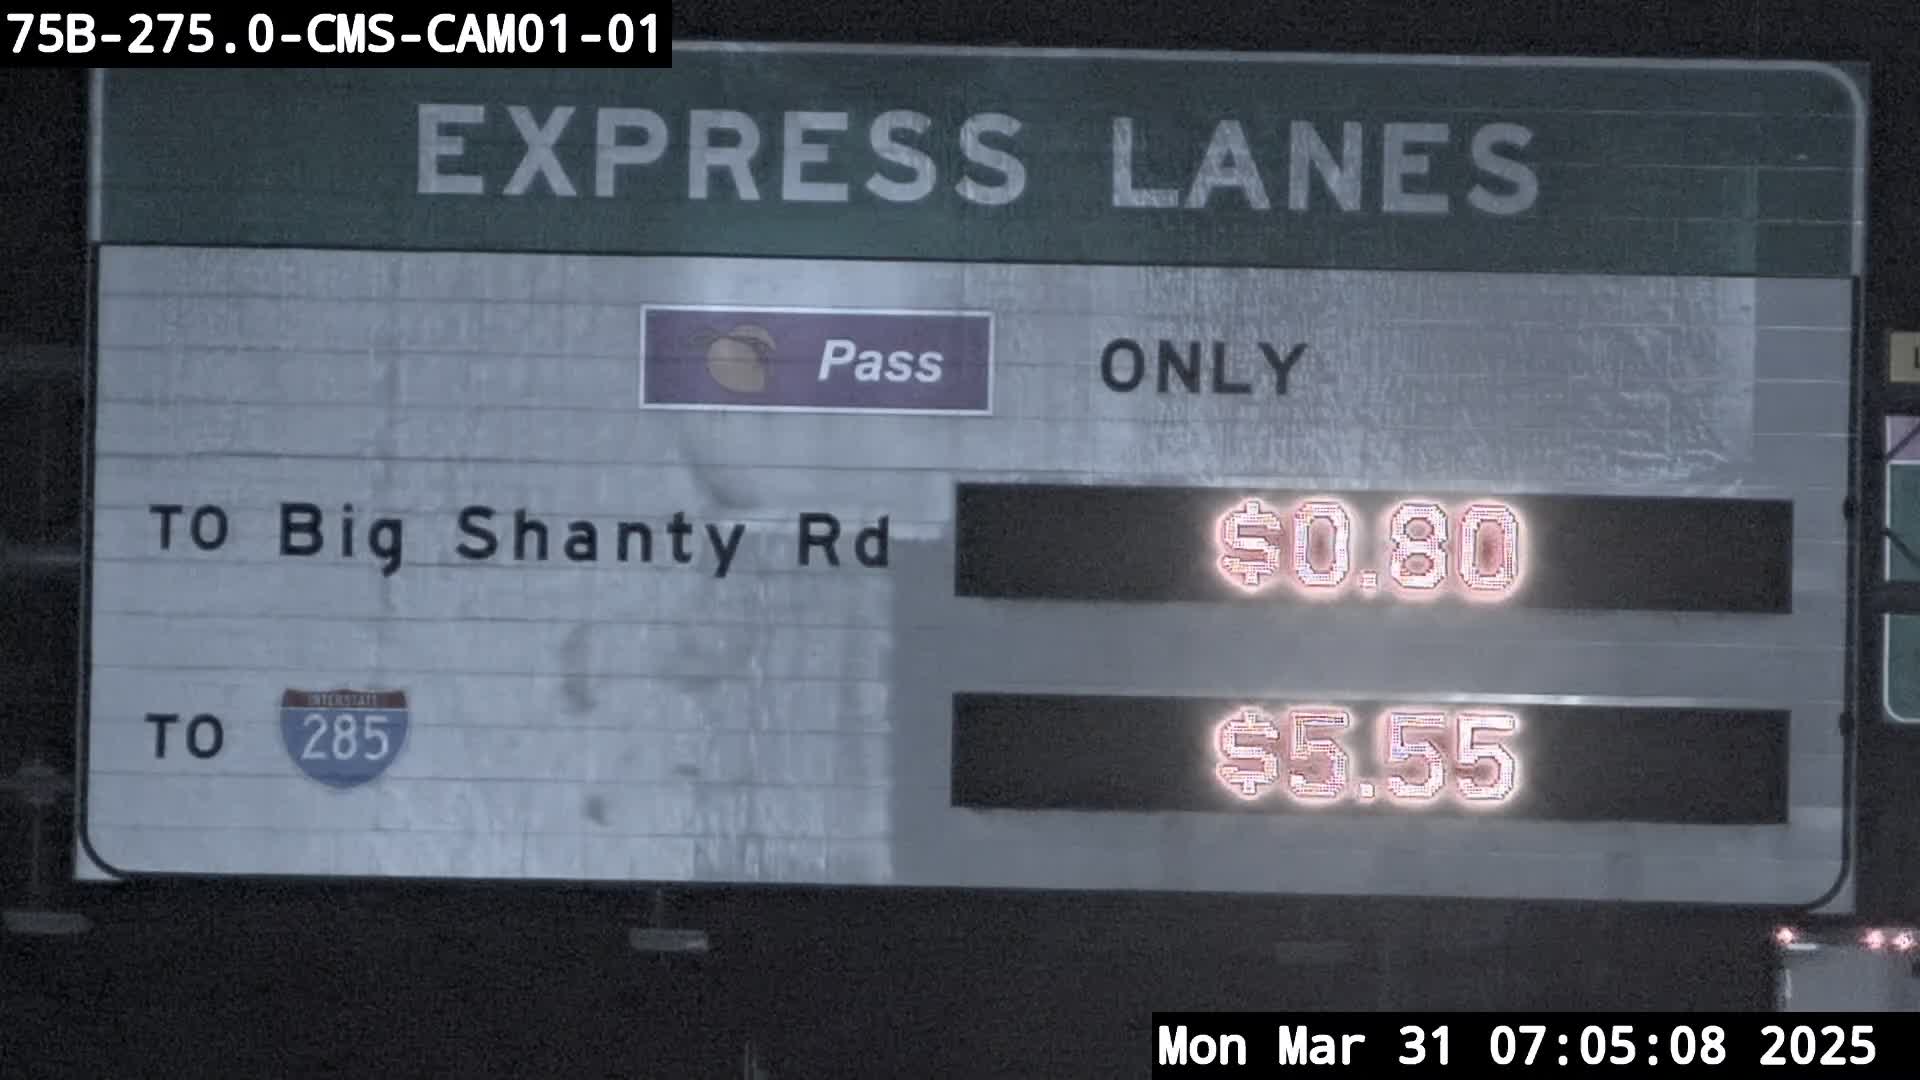 75B-275.0-CMS-CAM01-01
EXPRESS LANES
Pass ONLY
TO Big Shanty Rd $0.80
TO INTERSTATE 285 $5.55
Mon Mar 31 07:05:08 2025